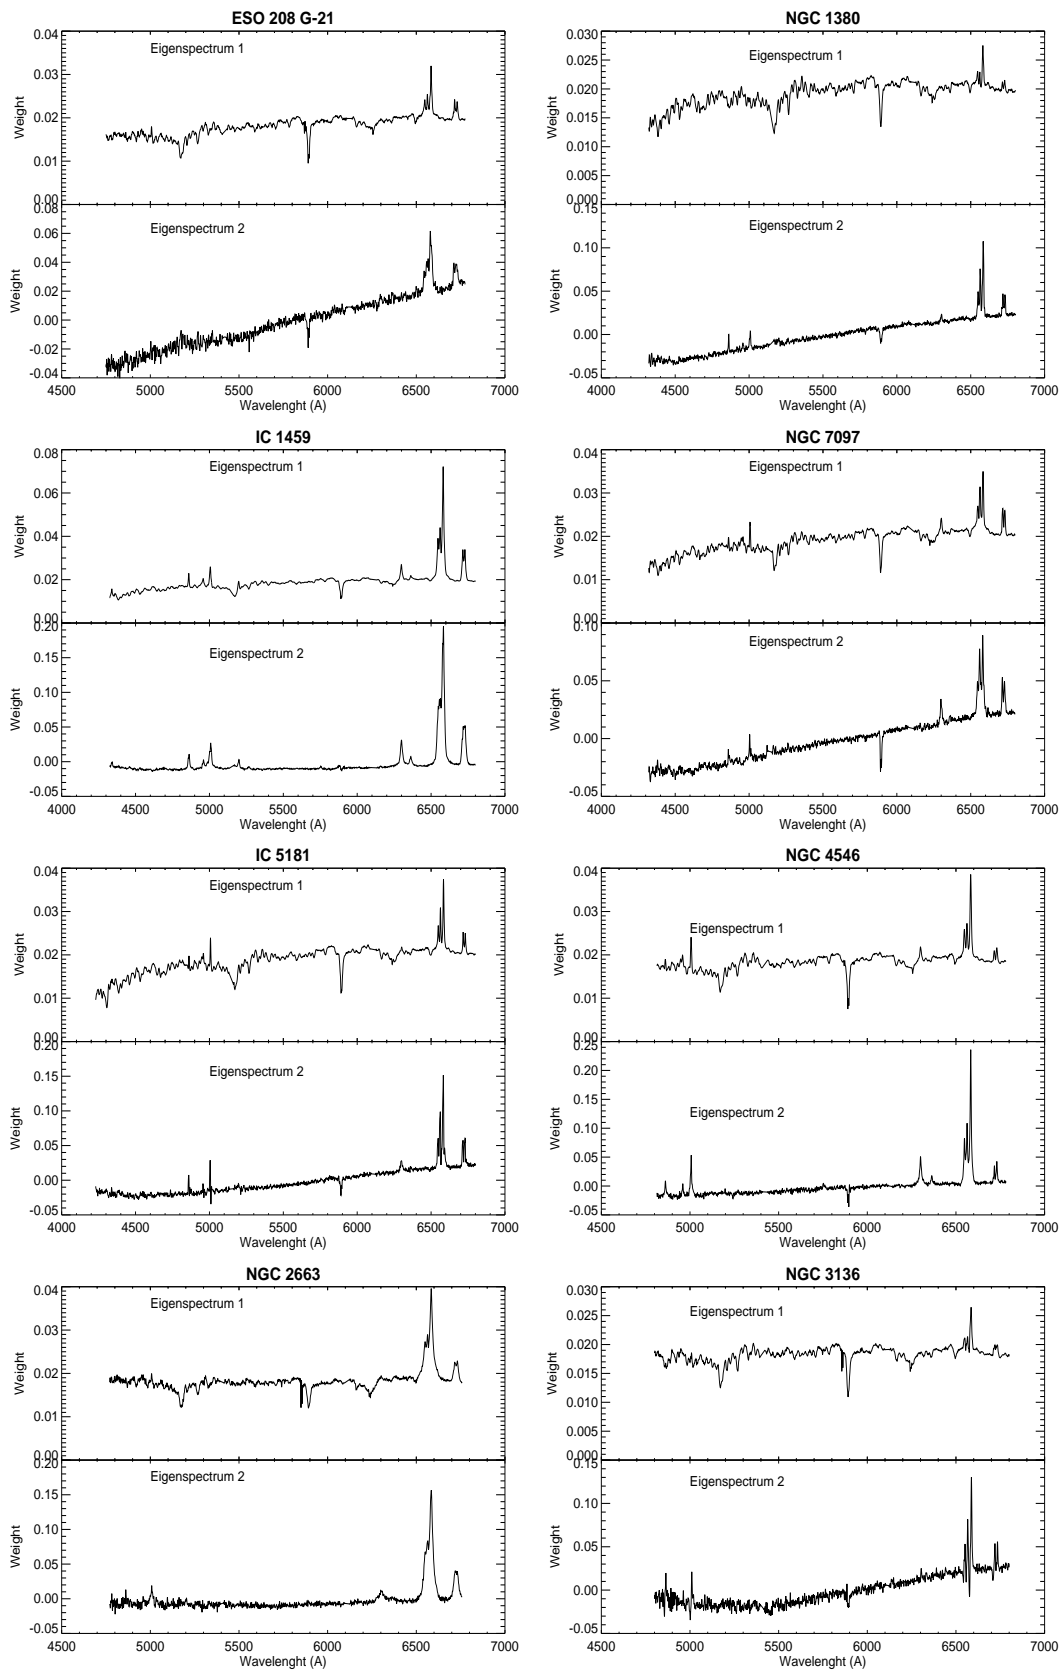 ESO 208 G-21
0.04
Eigenspectrum 1
0.03
0.02
0.01
0.00
Weight
0.08
Eigenspectrum 2
0.06
0.04
0.02
0.00
-0.02
-0.04
Weight
4500 5000 5500 6000 6500 7000
Wavelenght (A)
NGC 1380
0.030
Eigenspectrum 1
0.025
0.020
0.015
0.010
0.005
0.000
Weight
0.15
Eigenspectrum 2
0.10
0.05
0.00
-0.05
Weight
4000 4500 5000 5500 6000 6500 7000
Wavelenght (A)
IC 1459
0.08
Eigenspectrum 1
0.06
0.04
0.02
0.00
Weight
0.20
Eigenspectrum 2
0.15
0.10
0.05
0.00
-0.05
Weight
4000 4500 5000 5500 6000 6500 7000
Wavelenght (A)
NGC 7097
0.04
Eigenspectrum 1
0.03
0.02
0.01
0.00
Weight
0.10
Eigenspectrum 2
0.05
0.00
-0.05
Weight
4000 4500 5000 5500 6000 6500 7000
Wavelenght (A)
IC 5181
0.04
Eigenspectrum 1
0.03
0.02
0.01
0.00
Weight
0.20
Eigenspectrum 2
0.15
0.10
0.05
0.00
-0.05
Weight
4000 4500 5000 5500 6000 6500 7000
Wavelenght (A)
NGC 4546
0.04
Eigenspectrum 1
0.03
0.02
0.01
0.00
Weight
0.25
Eigenspectrum 2
0.20
0.15
0.10
0.05
0.00
-0.05
Weight
4500 5000 5500 6000 6500 7000
Wavelenght (A)
NGC 2663
0.04
Eigenspectrum 1
0.03
0.02
0.01
0.00
Weight
0.20
Eigenspectrum 2
0.15
0.10
0.05
0.00
-0.05
Weight
4500 5000 5500 6000 6500 7000
Wavelenght (A)
NGC 3136
0.030
Eigenspectrum 1
0.025
0.020
0.015
0.010
0.005
0.000
Weight
0.15
Eigenspectrum 2
0.10
0.05
0.00
-0.05
Weight
4500 5000 5500 6000 6500 7000
Wavelenght (A)